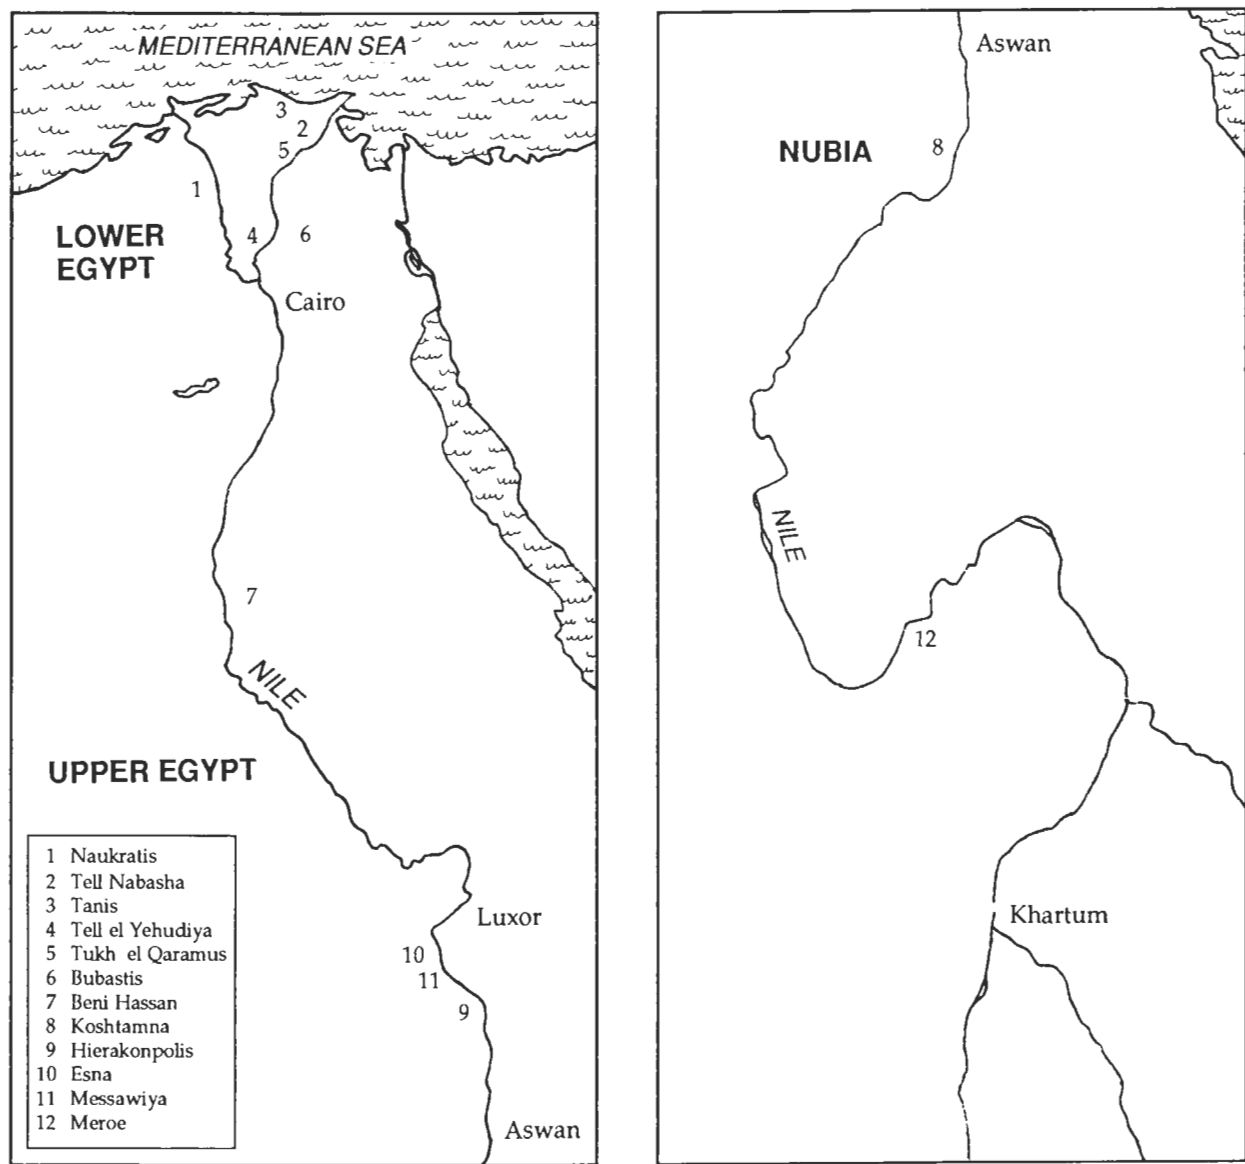 MEDITERRANEAN SEA
3
2
5
1
4
6
LOWER
EGYPT
Cairo
7
NILE
UPPER EGYPT
Luxor
10
11
9
Aswan
1 Naukratis
2 Tell Nabasha
3 Tanis
4 Tell el Yehudiya
5 Tukh el Qaramus
6 Bubastis
7 Beni Hassan
8 Koshtamna
9 Hierakonpolis
10 Esna
11 Messawiya
12 Meroe
Aswan
NUBIA
8
NILE
12
Khartum